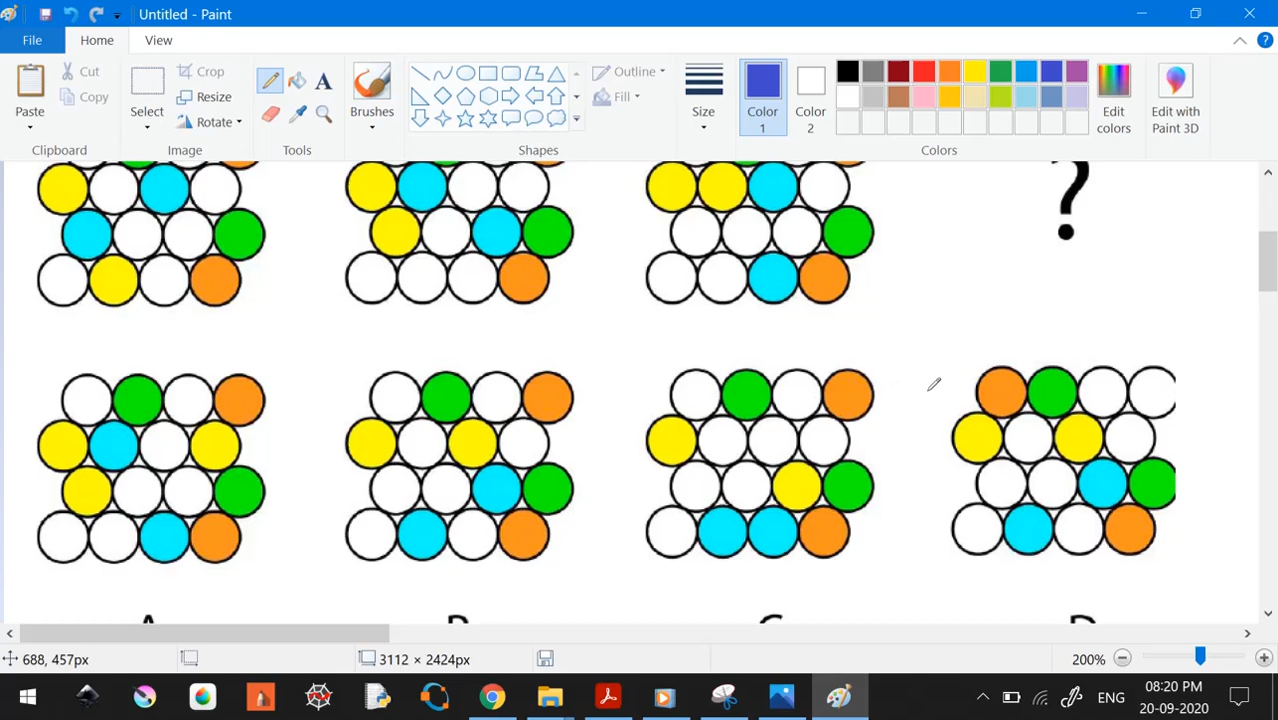 Untitled - Paint
File Home View
Paste
Cut
Copy
Clipboard
Select
Crop
Resize
Rotate
Image
A
Tools
Brushes
Outline
Fill
Shapes
Size
Color 1
Color 2
Colors
Edit colors
Edit with Paint 3D
?
A B C D
688, 457px
3112 × 2424px
200%
ENG
08:20 PM
20-09-2020